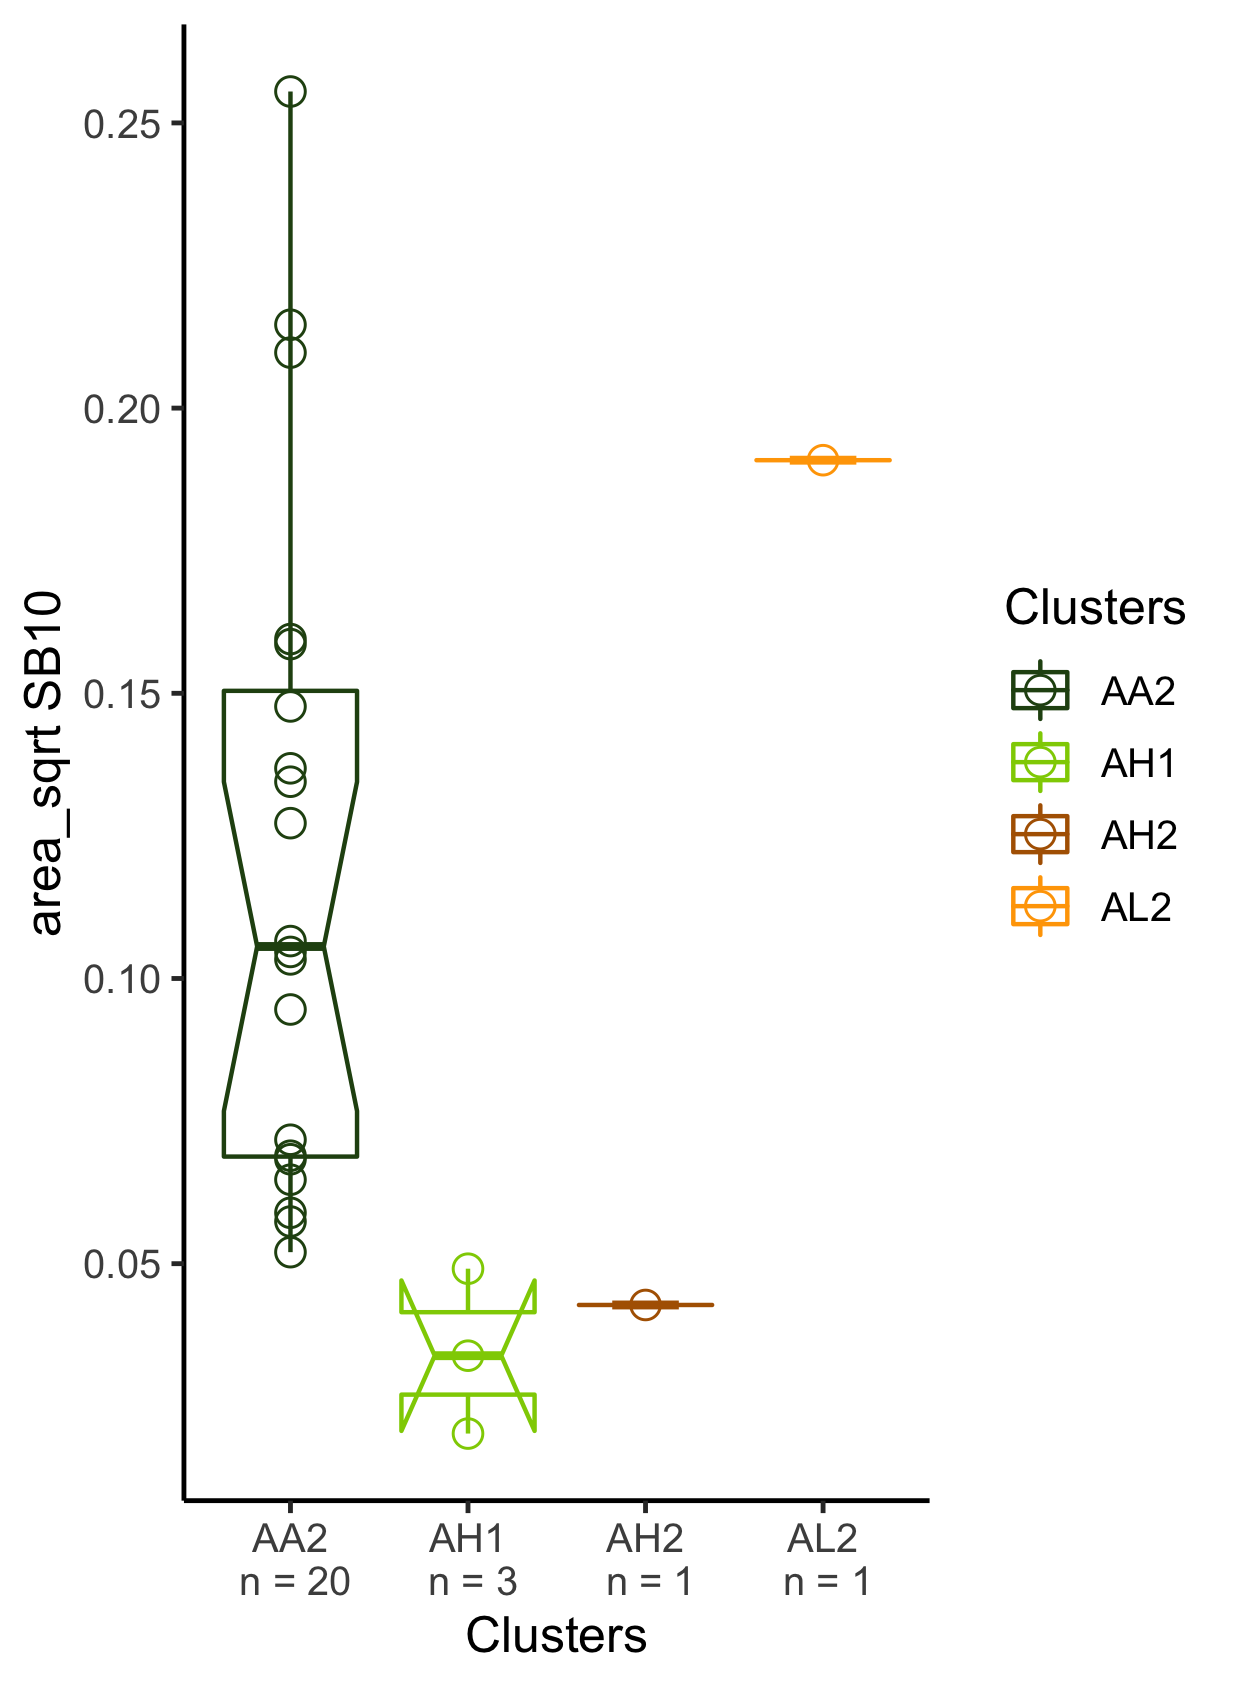 area_sqrt SB10
0.25
0.20
0.15
0.10
0.05
AA2
n = 20
AH1
n = 3
AH2
n = 1
AL2
n = 1
Clusters
Clusters
AA2
AH1
AH2
AL2